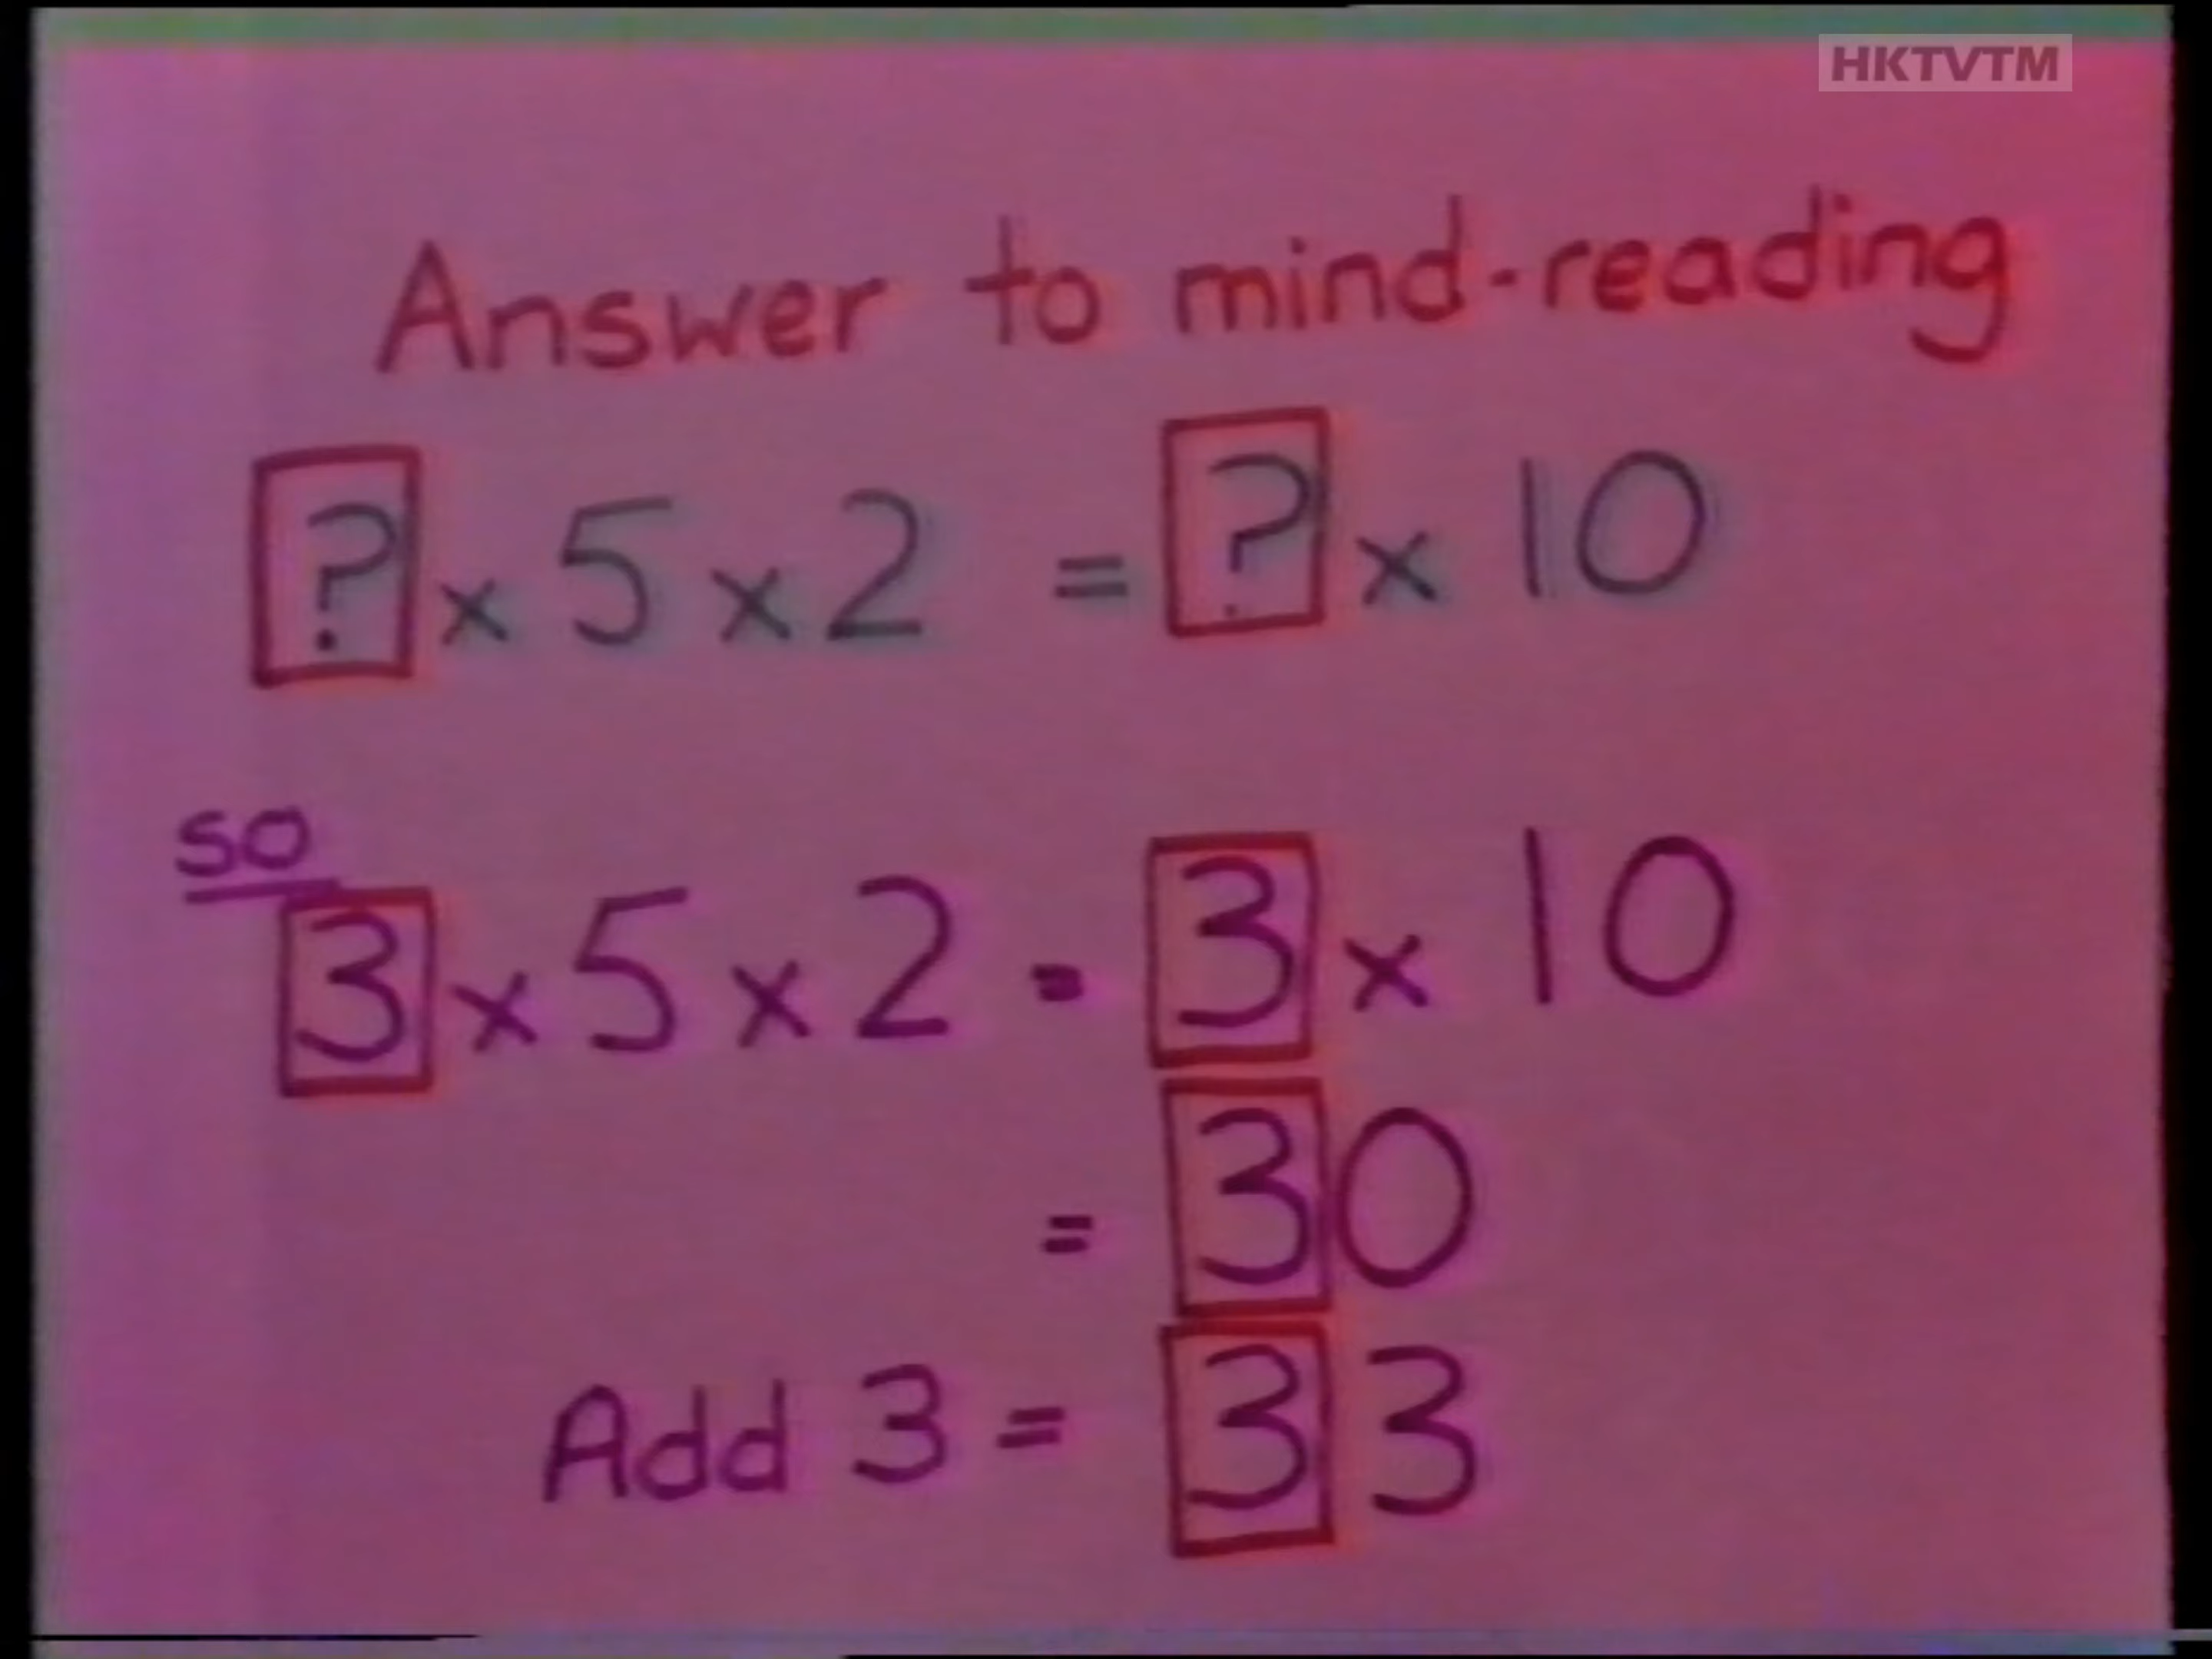 HKTVTM
Answer to mind-reading
? × 5 × 2 = ? × 10
so
3 × 5 × 2 = 3 × 10
= 30
Add 3 = 33